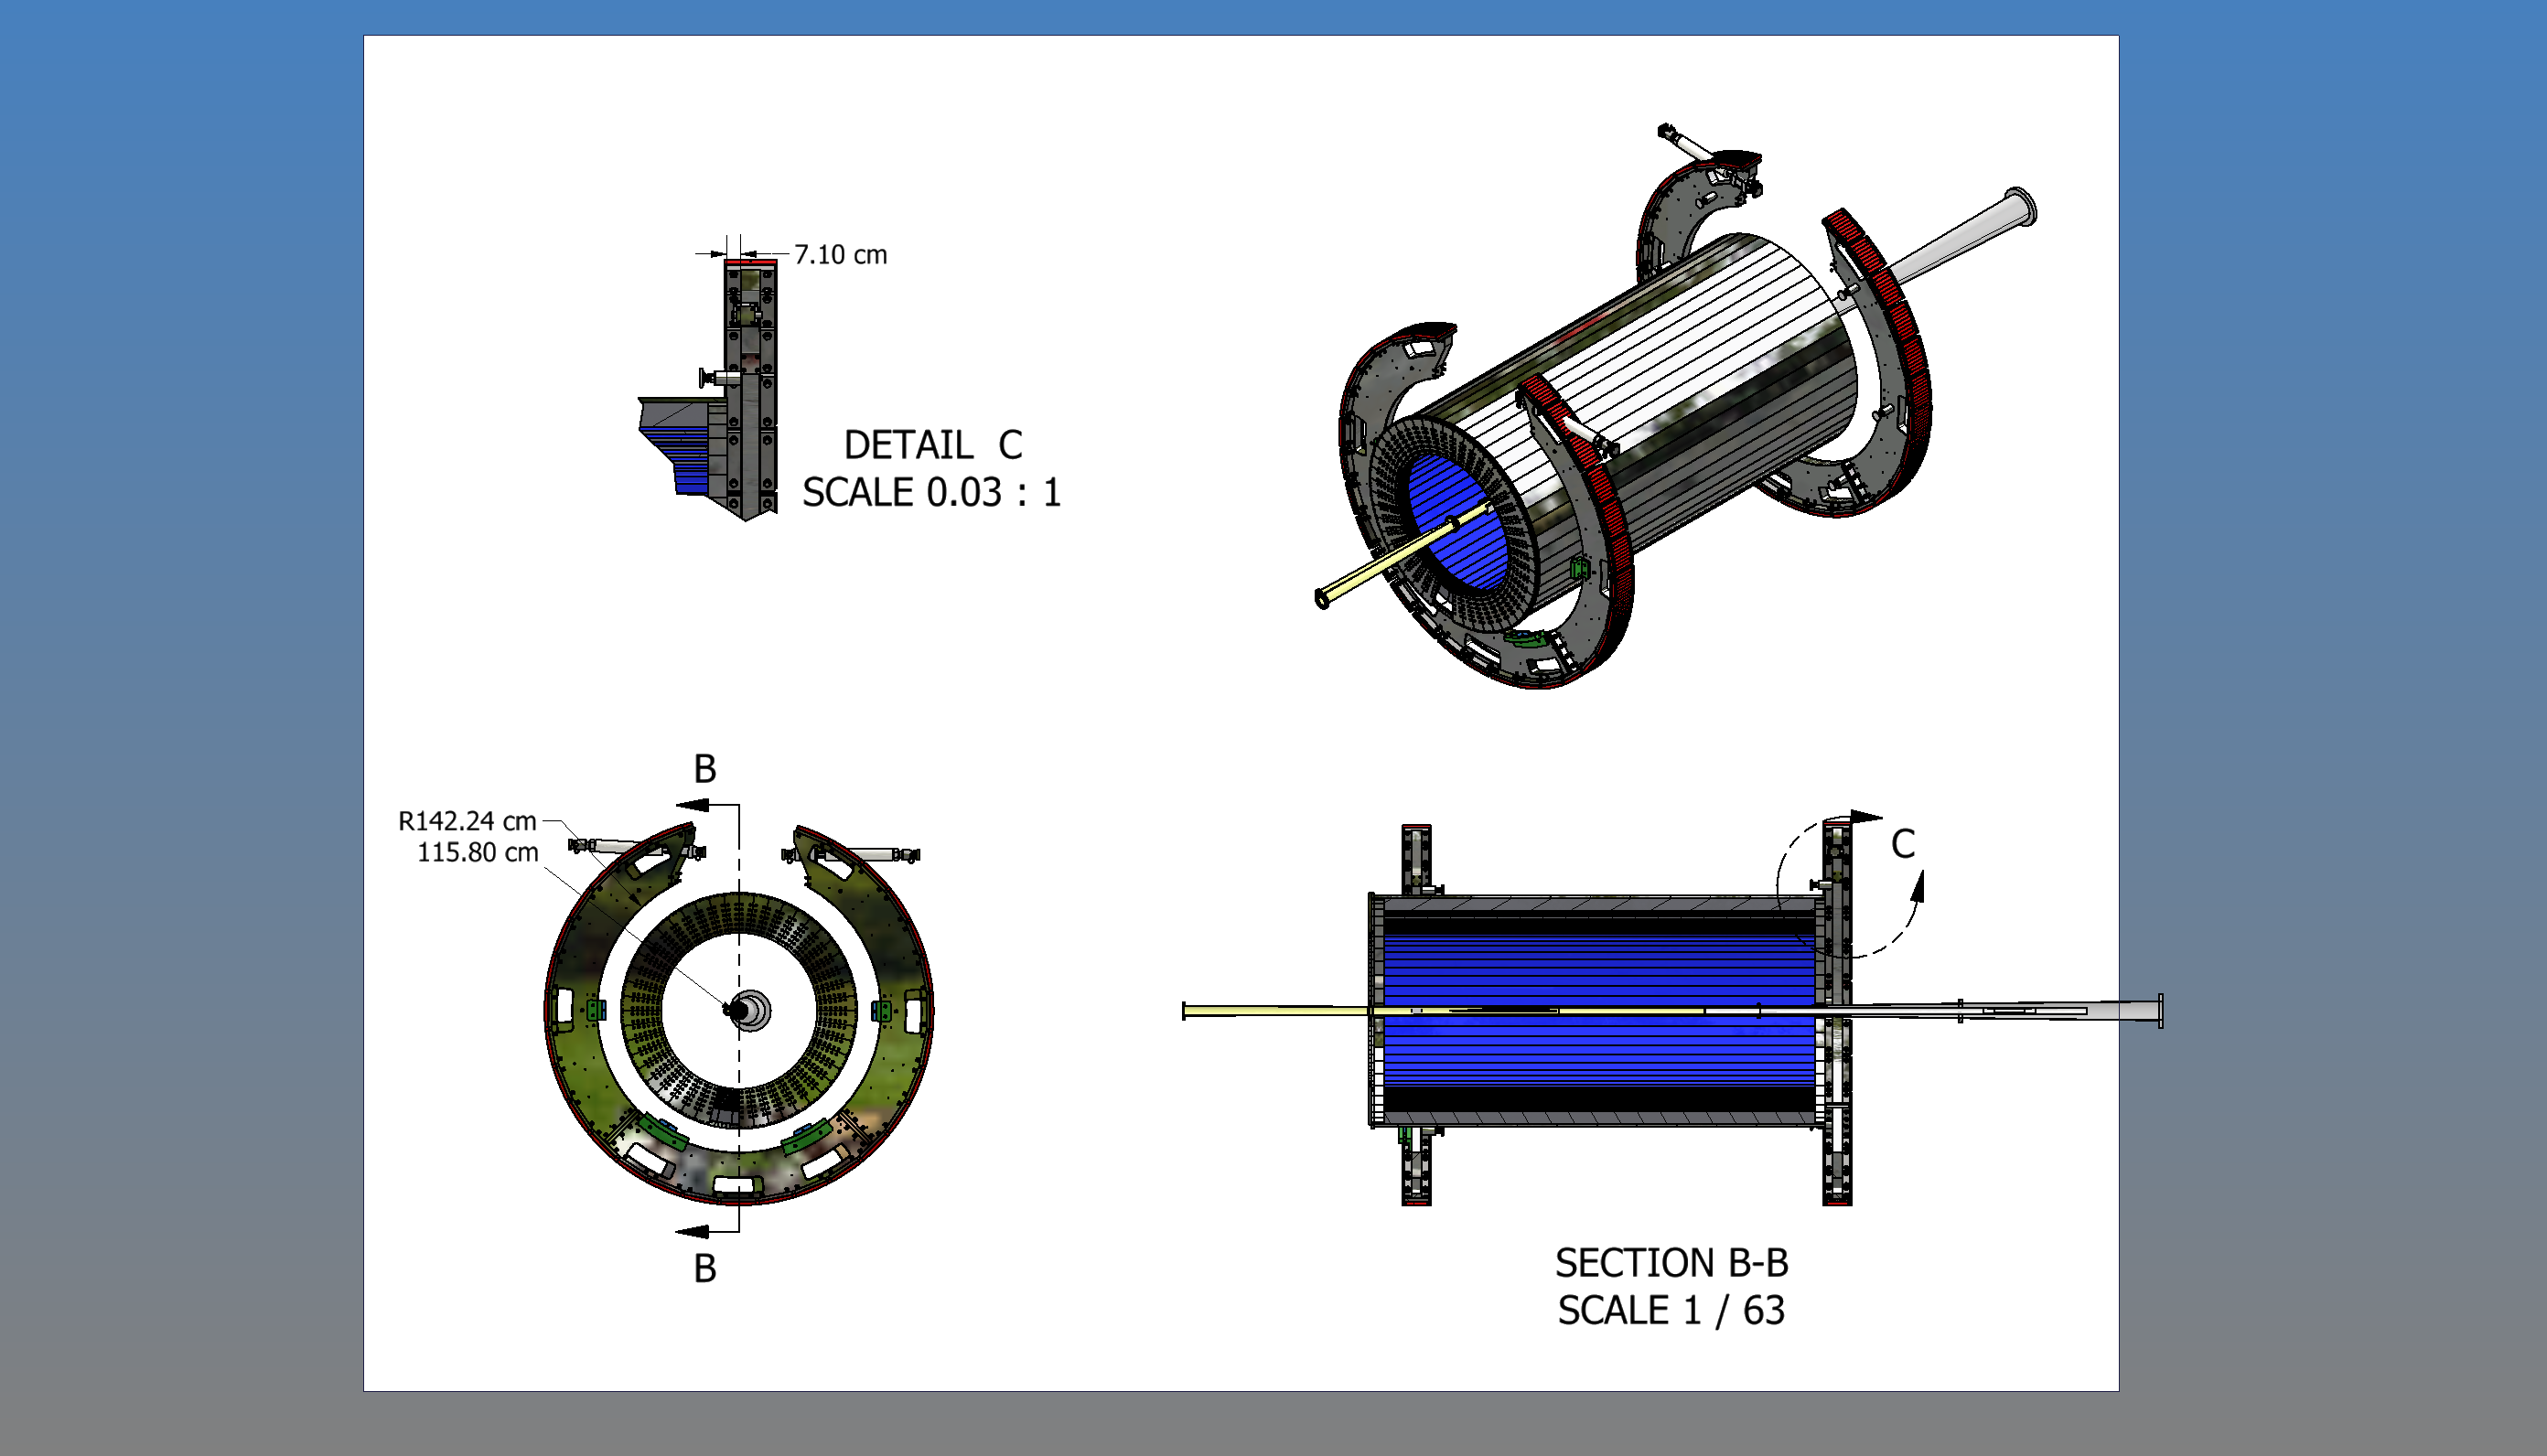 7.10 cm
DETAIL C
SCALE 0.03 : 1
B
R142.24 cm
115.80 cm
B
C
SECTION B-B
SCALE 1 / 63